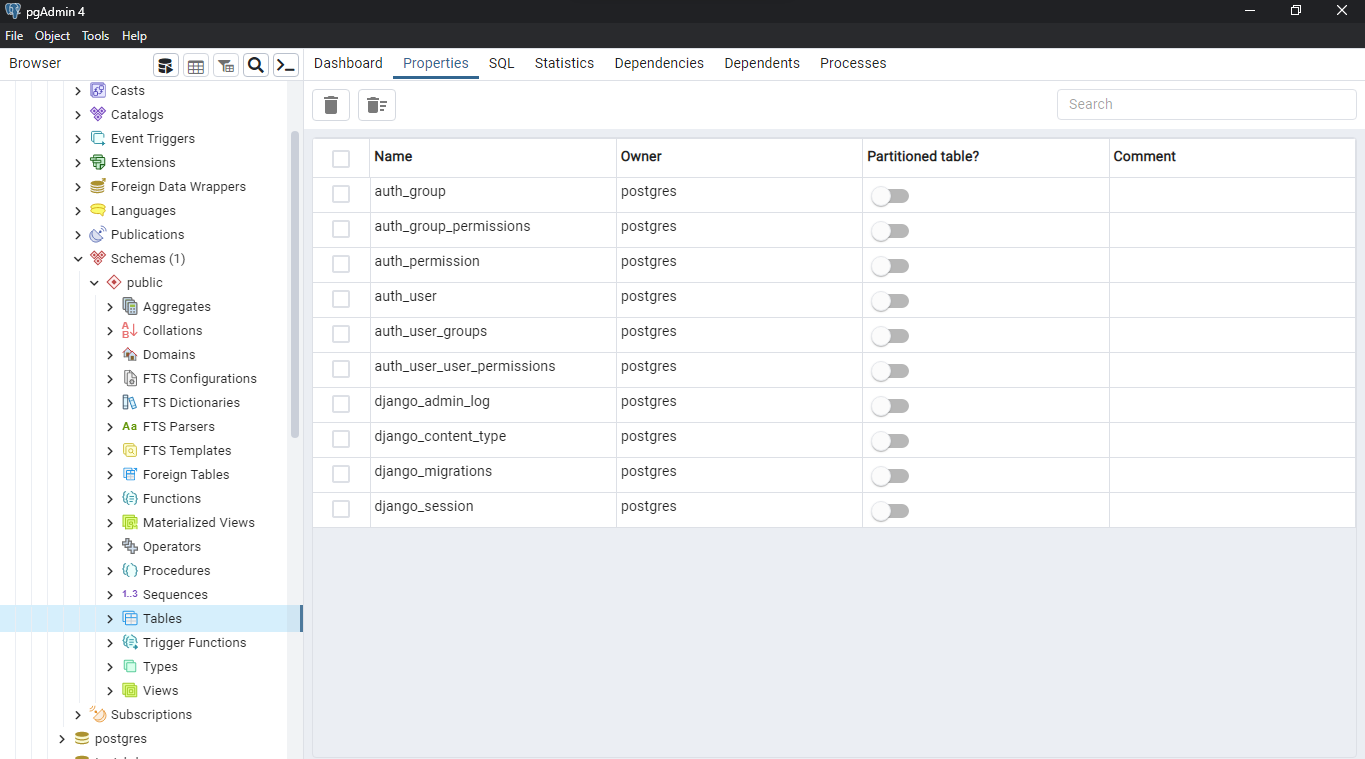 pgAdmin 4
File Object Tools Help
Browser
Dashboard Properties SQL Statistics Dependencies Dependents Processes
Casts
Catalogs
Event Triggers
Extensions
Foreign Data Wrappers
Languages
Publications
Schemas (1)
public
Aggregates
Collations
Domains
FTS Configurations
FTS Dictionaries
Aa FTS Parsers
FTS Templates
Foreign Tables
Functions
Materialized Views
Operators
Procedures
1..3 Sequences
Tables
Trigger Functions
Types
Views
Subscriptions
postgres
Search
Name Owner Partitioned table? Comment
auth_group postgres
auth_group_permissions postgres
auth_permission postgres
auth_user postgres
auth_user_groups postgres
auth_user_user_permissions postgres
django_admin_log postgres
django_content_type postgres
django_migrations postgres
django_session postgres